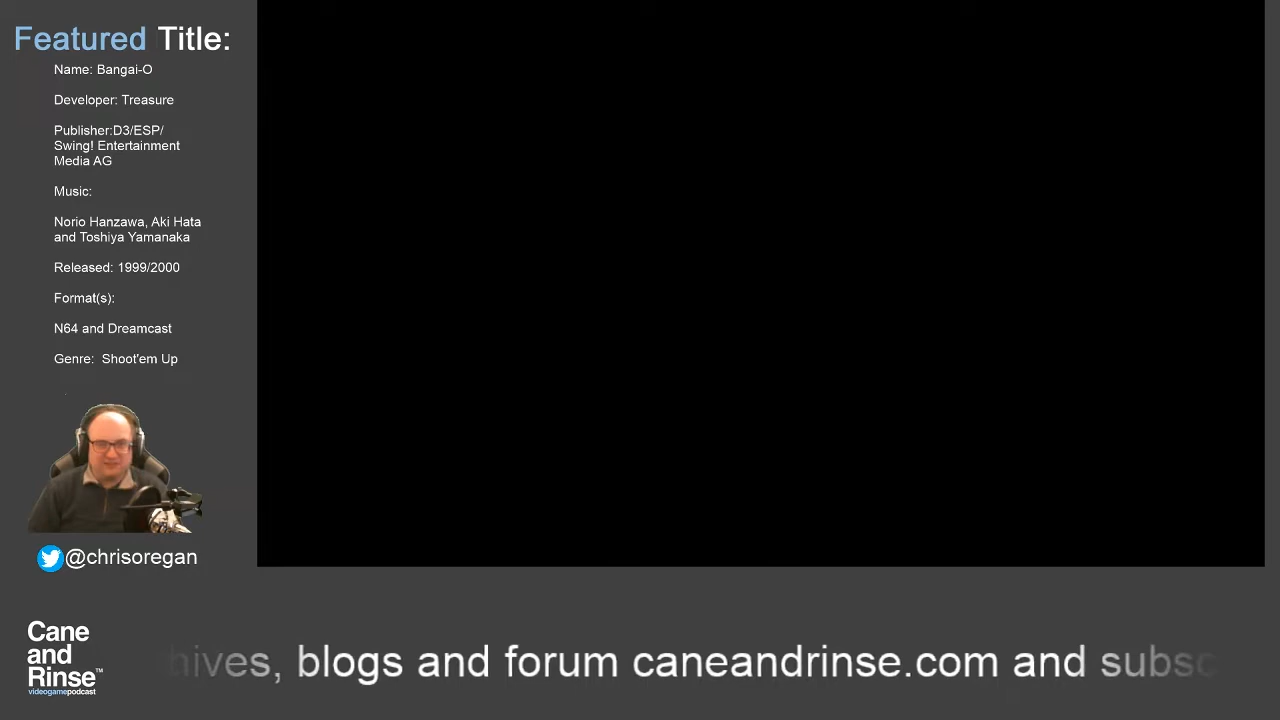 Featured Title:
Name: Bangai-O
Developer: Treasure
Publisher:D3/ESP/
Swing! Entertainment
Media AG
Music:
Norio Hanzawa, Aki Hata
and Toshiya Yamanaka
Released: 1999/2000
Format(s):
N64 and Dreamcast
Genre:  Shoot'em Up
@chrisoregan
Cane
and
Rinse™
videogamepodcast
hives, blogs and forum caneandrinse.com and subsc